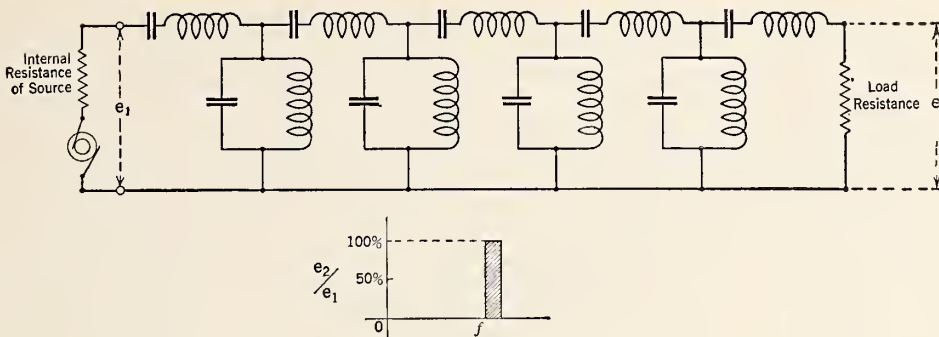 Internal
Resistance
of Source
e₁
Load
Resistance
e
100%
50%
e₂/e₁
0
f